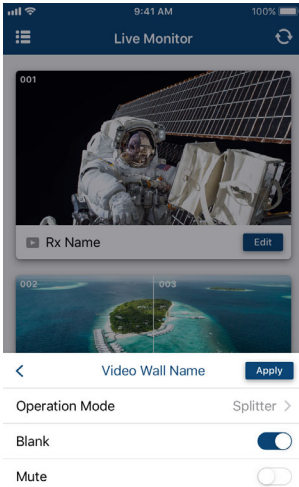 9:41 AM 100%
Live Monitor
001
Rx Name Edit
002 003
Video Wall Name Apply
Operation Mode Splitter
Blank
Mute